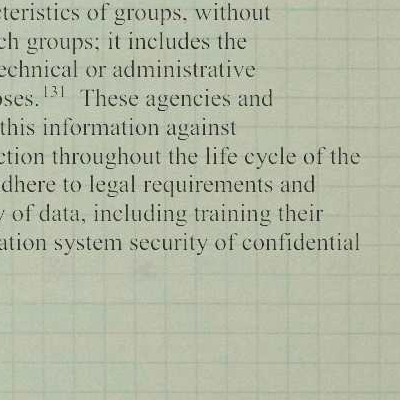 cteristics of groups, without
ch groups; it includes the
echnical or administrative
oses.131 These agencies and
this information against
ction throughout the life cycle of the
dhere to legal requirements and
y of data, including training their
ation system security of confidential